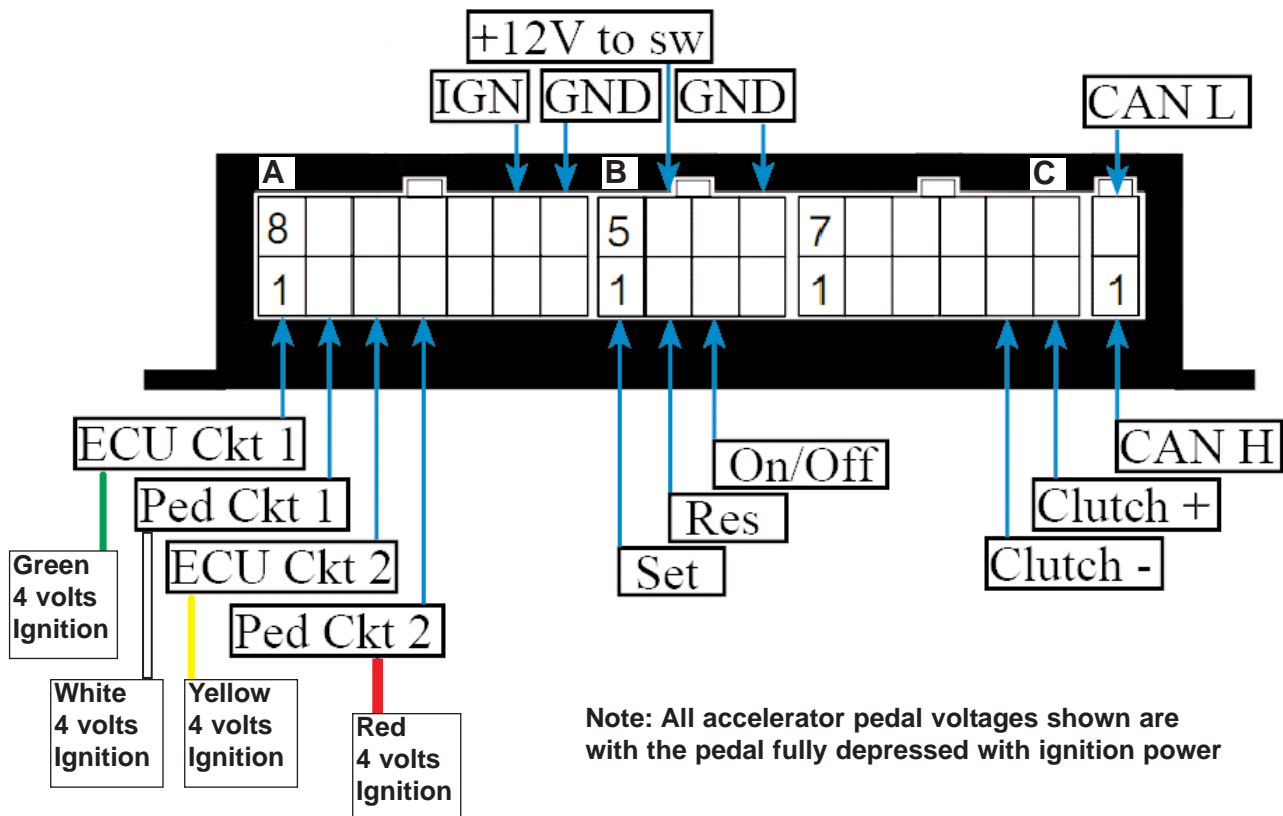 +12V to sw
IGN
GND
GND
CAN L
A
B
C
8
5
7
1
1
1
1
ECU Ckt 1
On/Off
CAN H
Ped Ckt 1
Res
Clutch +
ECU Ckt 2
Set
Clutch -
Ped Ckt 2
Green
4 volts
Ignition
White
4 volts
Ignition
Yellow
4 volts
Ignition
Red
4 volts
Ignition
Note: All accelerator pedal voltages shown are
with the pedal fully depressed with ignition power